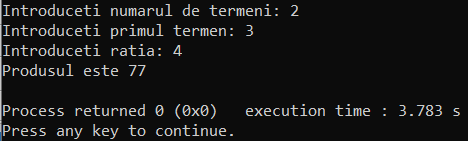 Introduceti numarul de termeni: 2
Introduceti primul termen: 3
Introduceti ratia: 4
Produsul este 77
Process returned 0 (0x0)   execution time : 3.783 s
Press any key to continue.